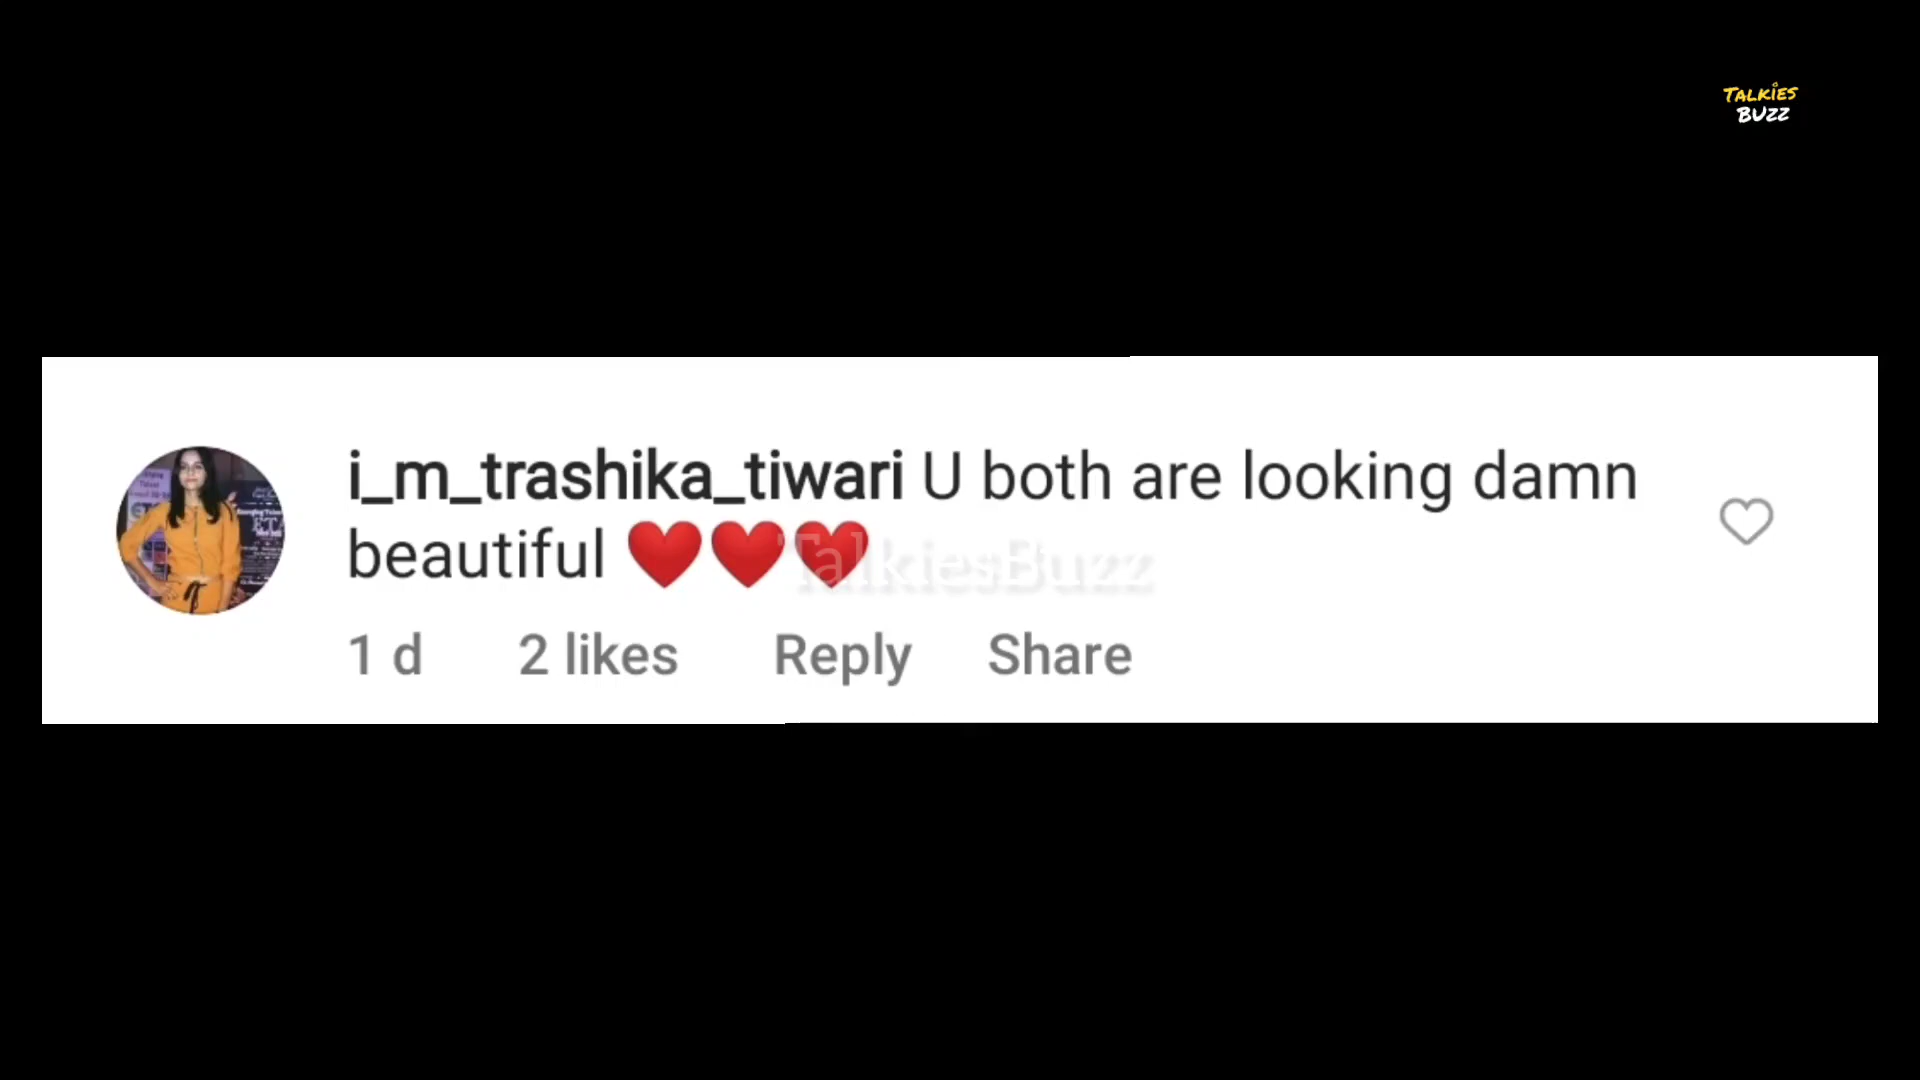 TALKIES
BUZZ
i_m_trashika_tiwari U both are looking damn
beautiful ❤️❤️❤️
TalkiesBuzz
1 d 2 likes Reply Share